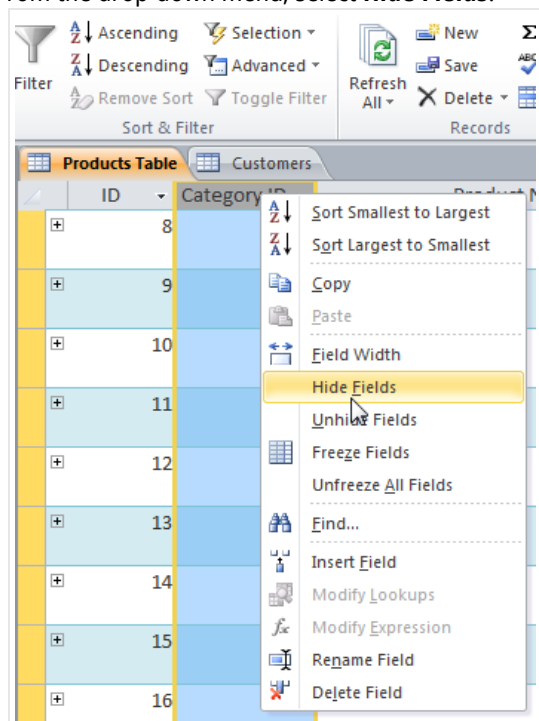 From the drop-down menu, select Hide Fields.
Ascending Selection New Σ
Descending Advanced Save ABC
Filter Remove Sort Toggle Filter Refresh All Delete
Sort & Filter Records
Products Table Customers
ID Category ID Product N
8
9
10
11
12
13
14
15
16
Sort Smallest to Largest
Sort Largest to Smallest
Copy
Paste
Field Width
Hide Fields
Unhide Fields
Freeze Fields
Unfreeze All Fields
Find...
Insert Field
Modify Lookups
Modify Expression
Rename Field
Delete Field